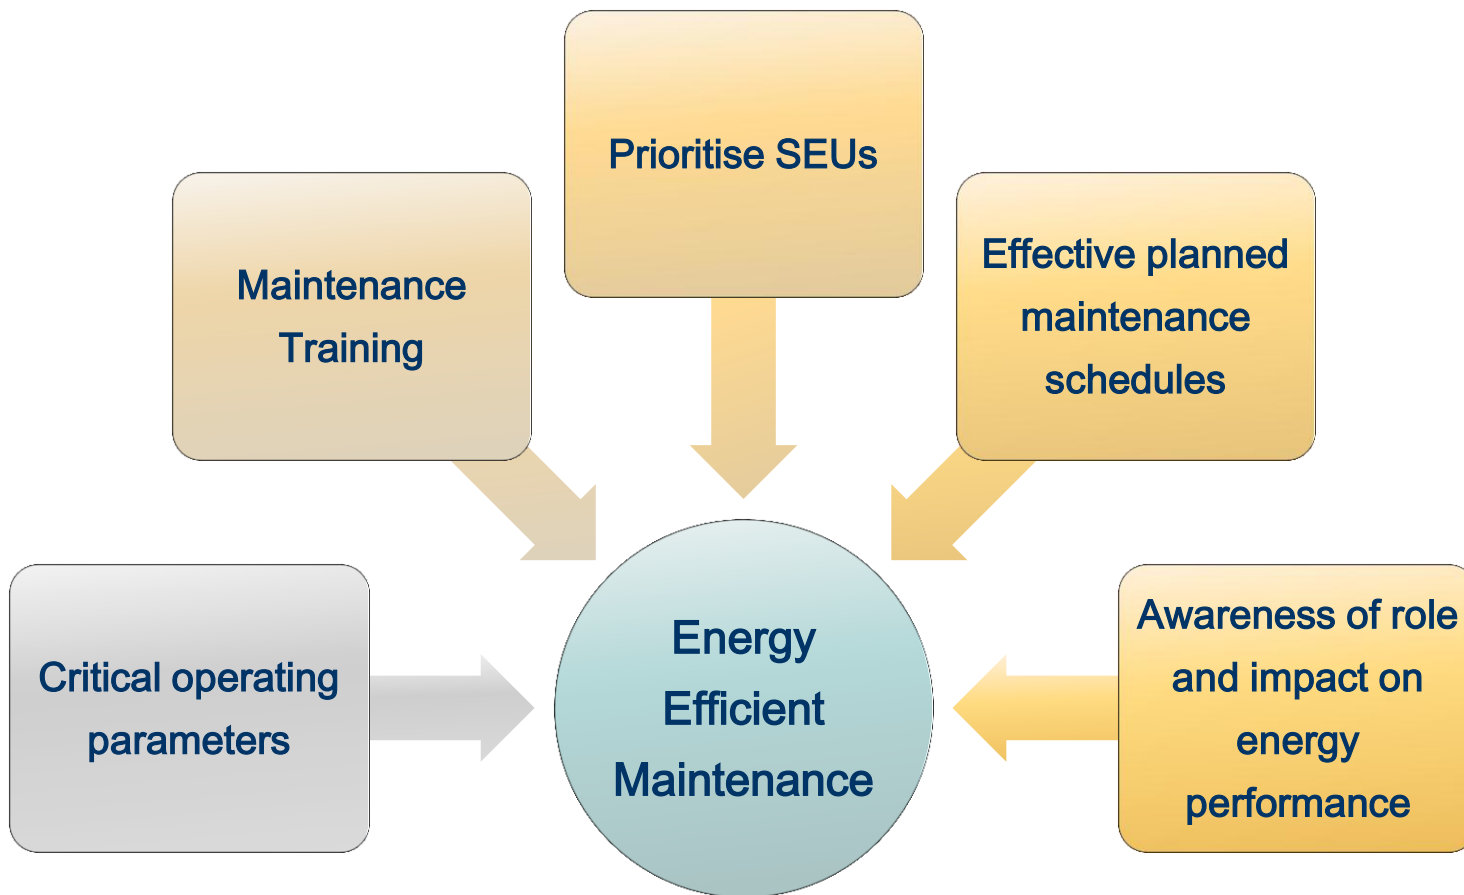 Prioritise SEUs
Maintenance
Training
Effective planned
maintenance
schedules
Critical operating
parameters
Energy
Efficient
Maintenance
Awareness of role
and impact on
energy
performance